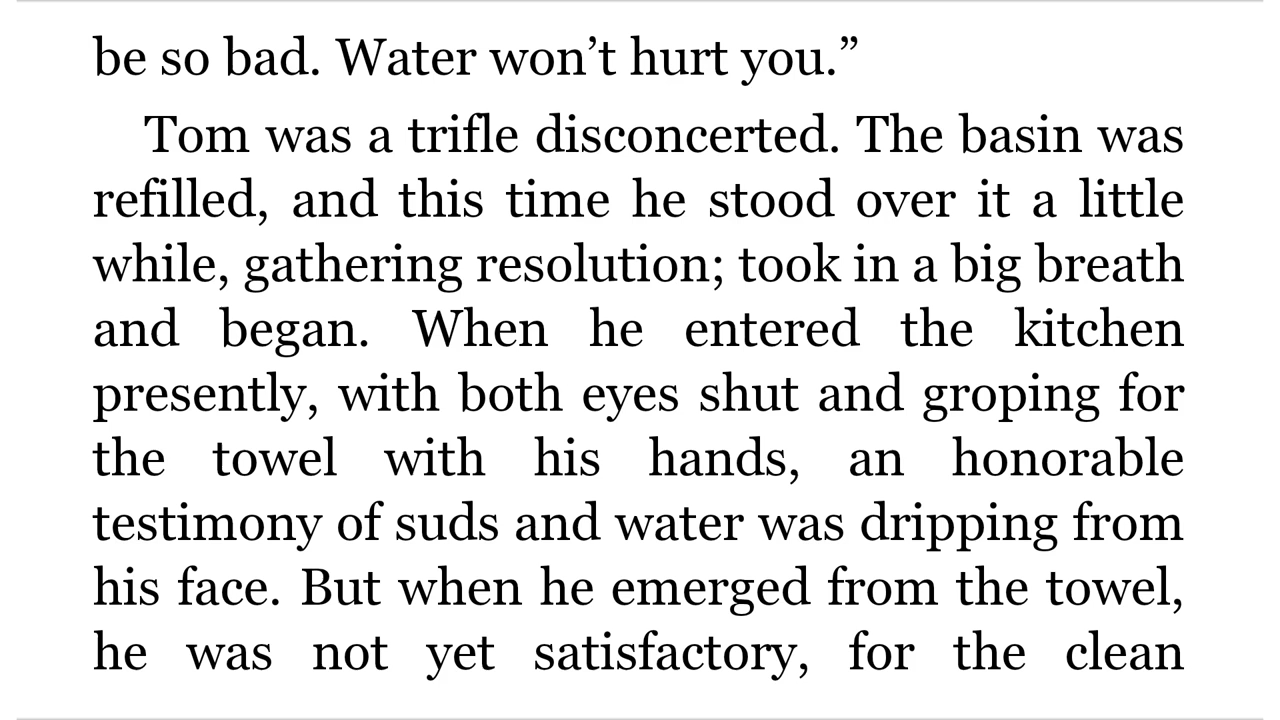 be so bad. Water won’t hurt you.”
Tom was a trifle disconcerted. The basin was
refilled, and this time he stood over it a little
while, gathering resolution; took in a big breath
and began. When he entered the kitchen
presently, with both eyes shut and groping for
the towel with his hands, an honorable
testimony of suds and water was dripping from
his face. But when he emerged from the towel,
he was not yet satisfactory, for the clean